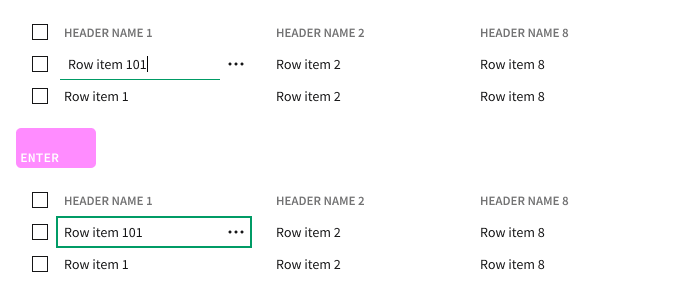 HEADER NAME 1 HEADER NAME 2 HEADER NAME 8
Row item 101 ••• Row item 2 Row item 8
Row item 1 Row item 2 Row item 8
ENTER
HEADER NAME 1 HEADER NAME 2 HEADER NAME 8
Row item 101 ••• Row item 2 Row item 8
Row item 1 Row item 2 Row item 8